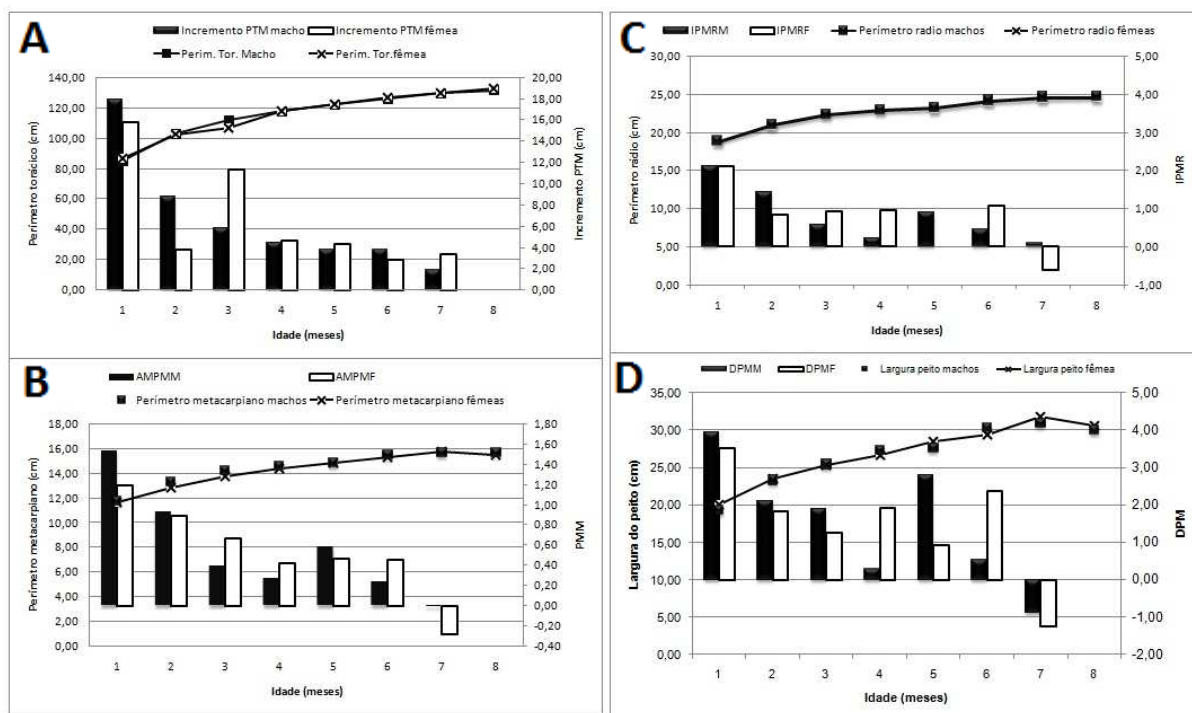 A
Incremento PTM macho Incremento PTM fêmea
Perim. Tor. Macho Perim. Tor.fêmea
Perímetro torácico (cm)
140,00
120,00
100,00
80,00
60,00
40,00
20,00
0,00
20,00
18,00
16,00
14,00
12,00
10,00
8,00
6,00
4,00
2,00
0,00
Incremento PTM (cm)
1 2 3 4 5 6 7 8
Idade (meses)
B
AMPMM AMPMF
Perímetro metacarpiano machos Perímetro metacarpiano fêmeas
Perímetro metacarpiano (cm)
18,00
16,00
14,00
12,00
10,00
8,00
6,00
4,00
2,00
0,00
1,80
1,60
1,40
1,20
1,00
0,80
0,60
0,40
0,20
0,00
-0,20
-0,40
PMM
1 2 3 4 5 6 7 8
Idade (meses)
C
IPMRM IPMRF Perímetro radio machos Perímetro radio fêmeas
Perímetro rádio (cm)
30,00
25,00
20,00
15,00
10,00
5,00
0,00
5,00
4,00
3,00
2,00
1,00
0,00
-1,00
IPMR
1 2 3 4 5 6 7 8
Idade (meses)
D
DPMM DPMF Largura peito machos Largura peito fêmea
Largura do peito (cm)
35,00
30,00
25,00
20,00
15,00
10,00
5,00
0,00
5,00
4,00
3,00
2,00
1,00
0,00
-1,00
-2,00
DPM
1 2 3 4 5 6 7 8
Idade (meses)